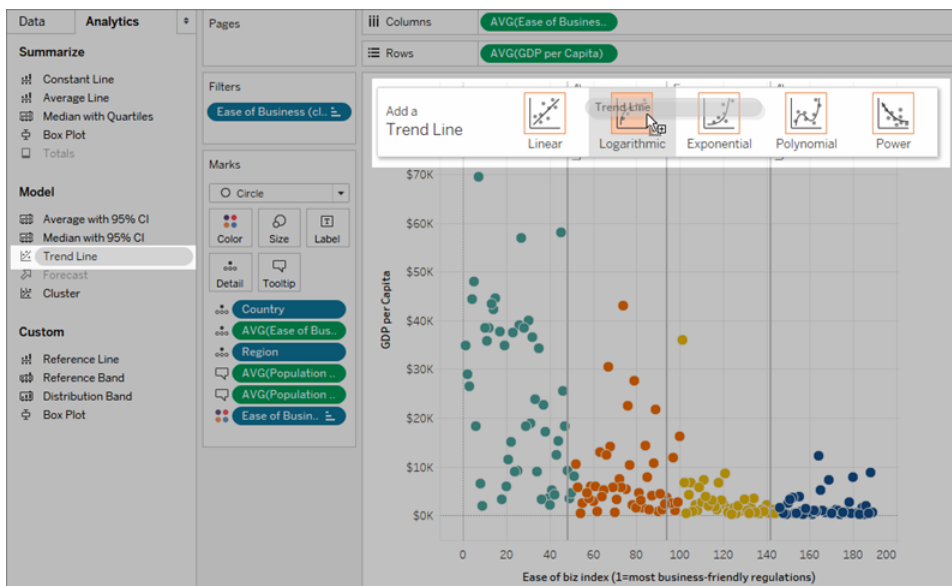 Data
Analytics
Summarize
Constant Line
Average Line
Median with Quartiles
Box Plot
Totals
Model
Average with 95% CI
Median with 95% CI
Trend Line
Forecast
Cluster
Custom
Reference Line
Reference Band
Distribution Band
Box Plot
Pages
Filters
Ease of Business (cl..
Marks
Circle
Color
Size
Label
Detail
Tooltip
Country
AVG(Ease of Bus..
Region
AVG(Population ..
AVG(Population ..
Ease of Busin..
Columns
AVG(Ease of Busines..
Rows
AVG(GDP per Capita)
Add a
Trend Line
Trend Line
Linear
Logarithmic
Exponential
Polynomial
Power
GDP per Capita
$70K
$60K
$50K
$40K
$30K
$20K
$10K
$0K
0 20 40 60 80 100 120 140 160 180 200
Ease of biz index (1=most business-friendly regulations)